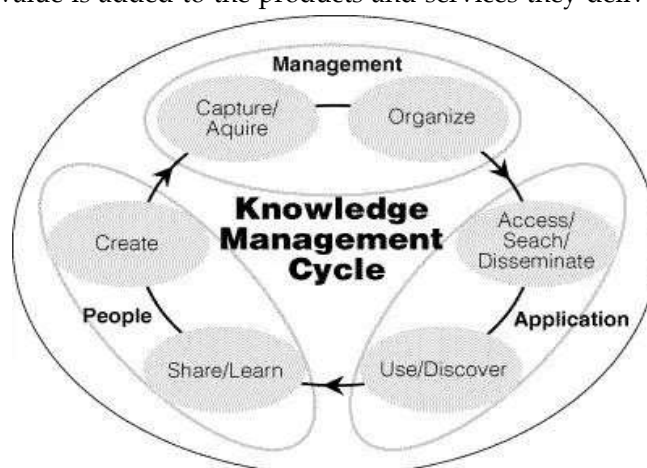 value is added to the products and services they deliv
Management
Capture/
Aquire
Organize
Knowledge
Management
Cycle
Create
Access/
Seach/
Disseminate
People
Application
Share/Learn
Use/Discover